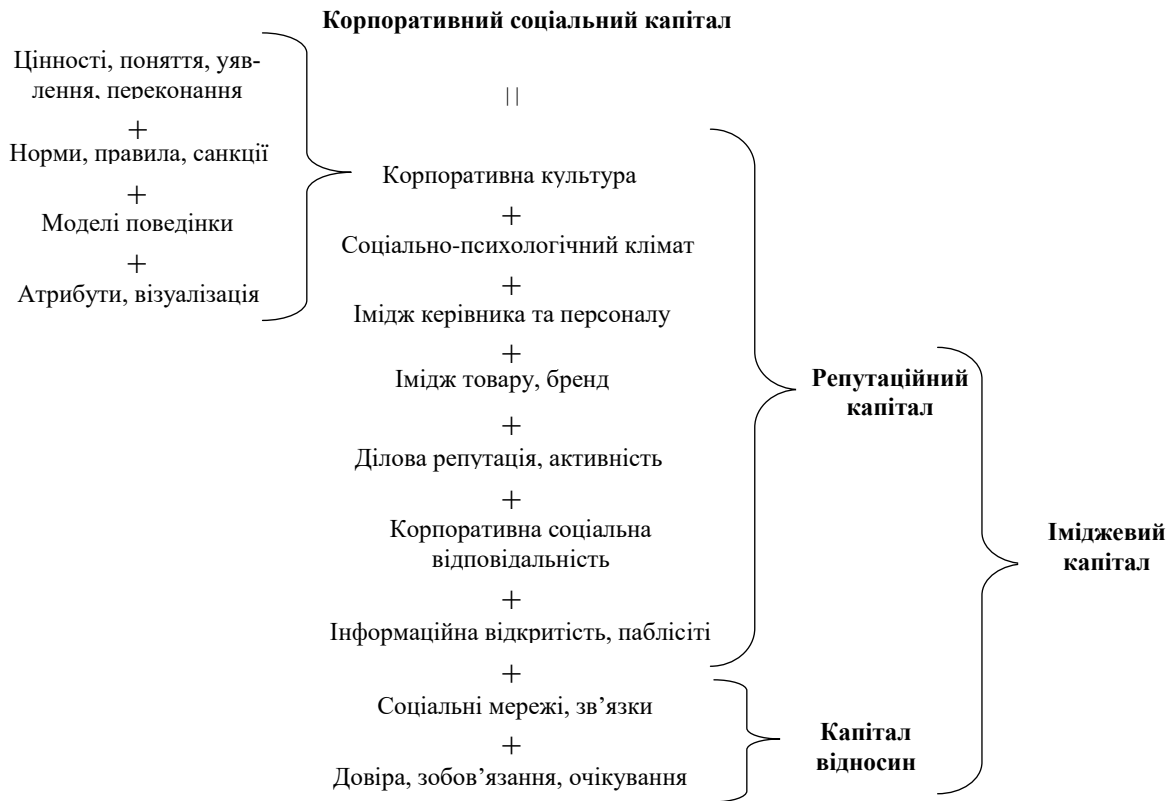 Корпоративний соціальний капітал
Цінності, поняття, уяв-
лення, переконання
+
Норми, правила, санкції
+
Моделі поведінки
+
Атрибути, візуалізація
||
Корпоративна культура
+
Соціально-психологічний клімат
+
Імідж керівника та персоналу
+
Імідж товару, бренд
+
Ділова репутація, активність
+
Корпоративна соціальна
відповідальність
+
Інформаційна відкритість, паблісіті
+
Соціальні мережі, зв’язки
+
Довіра, зобов’язання, очікування
Репутаційний
капітал
Капітал
відносин
Іміджевий
капітал